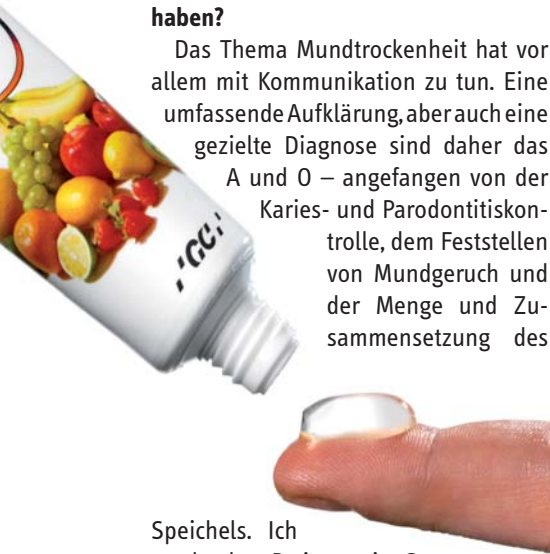 haben?
Das Thema Mundtrockenheit hat vor
allem mit Kommunikation zu tun. Eine
umfassende Aufklärung, aber auch eine
gezielte Diagnose sind daher das
A und O – angefangen von der
Karies- und Parodontitiskon-
trolle, dem Feststellen
von Mundgeruch und
der Menge und Zu-
sammensetzung des
'GC,'
Speichels. Ich